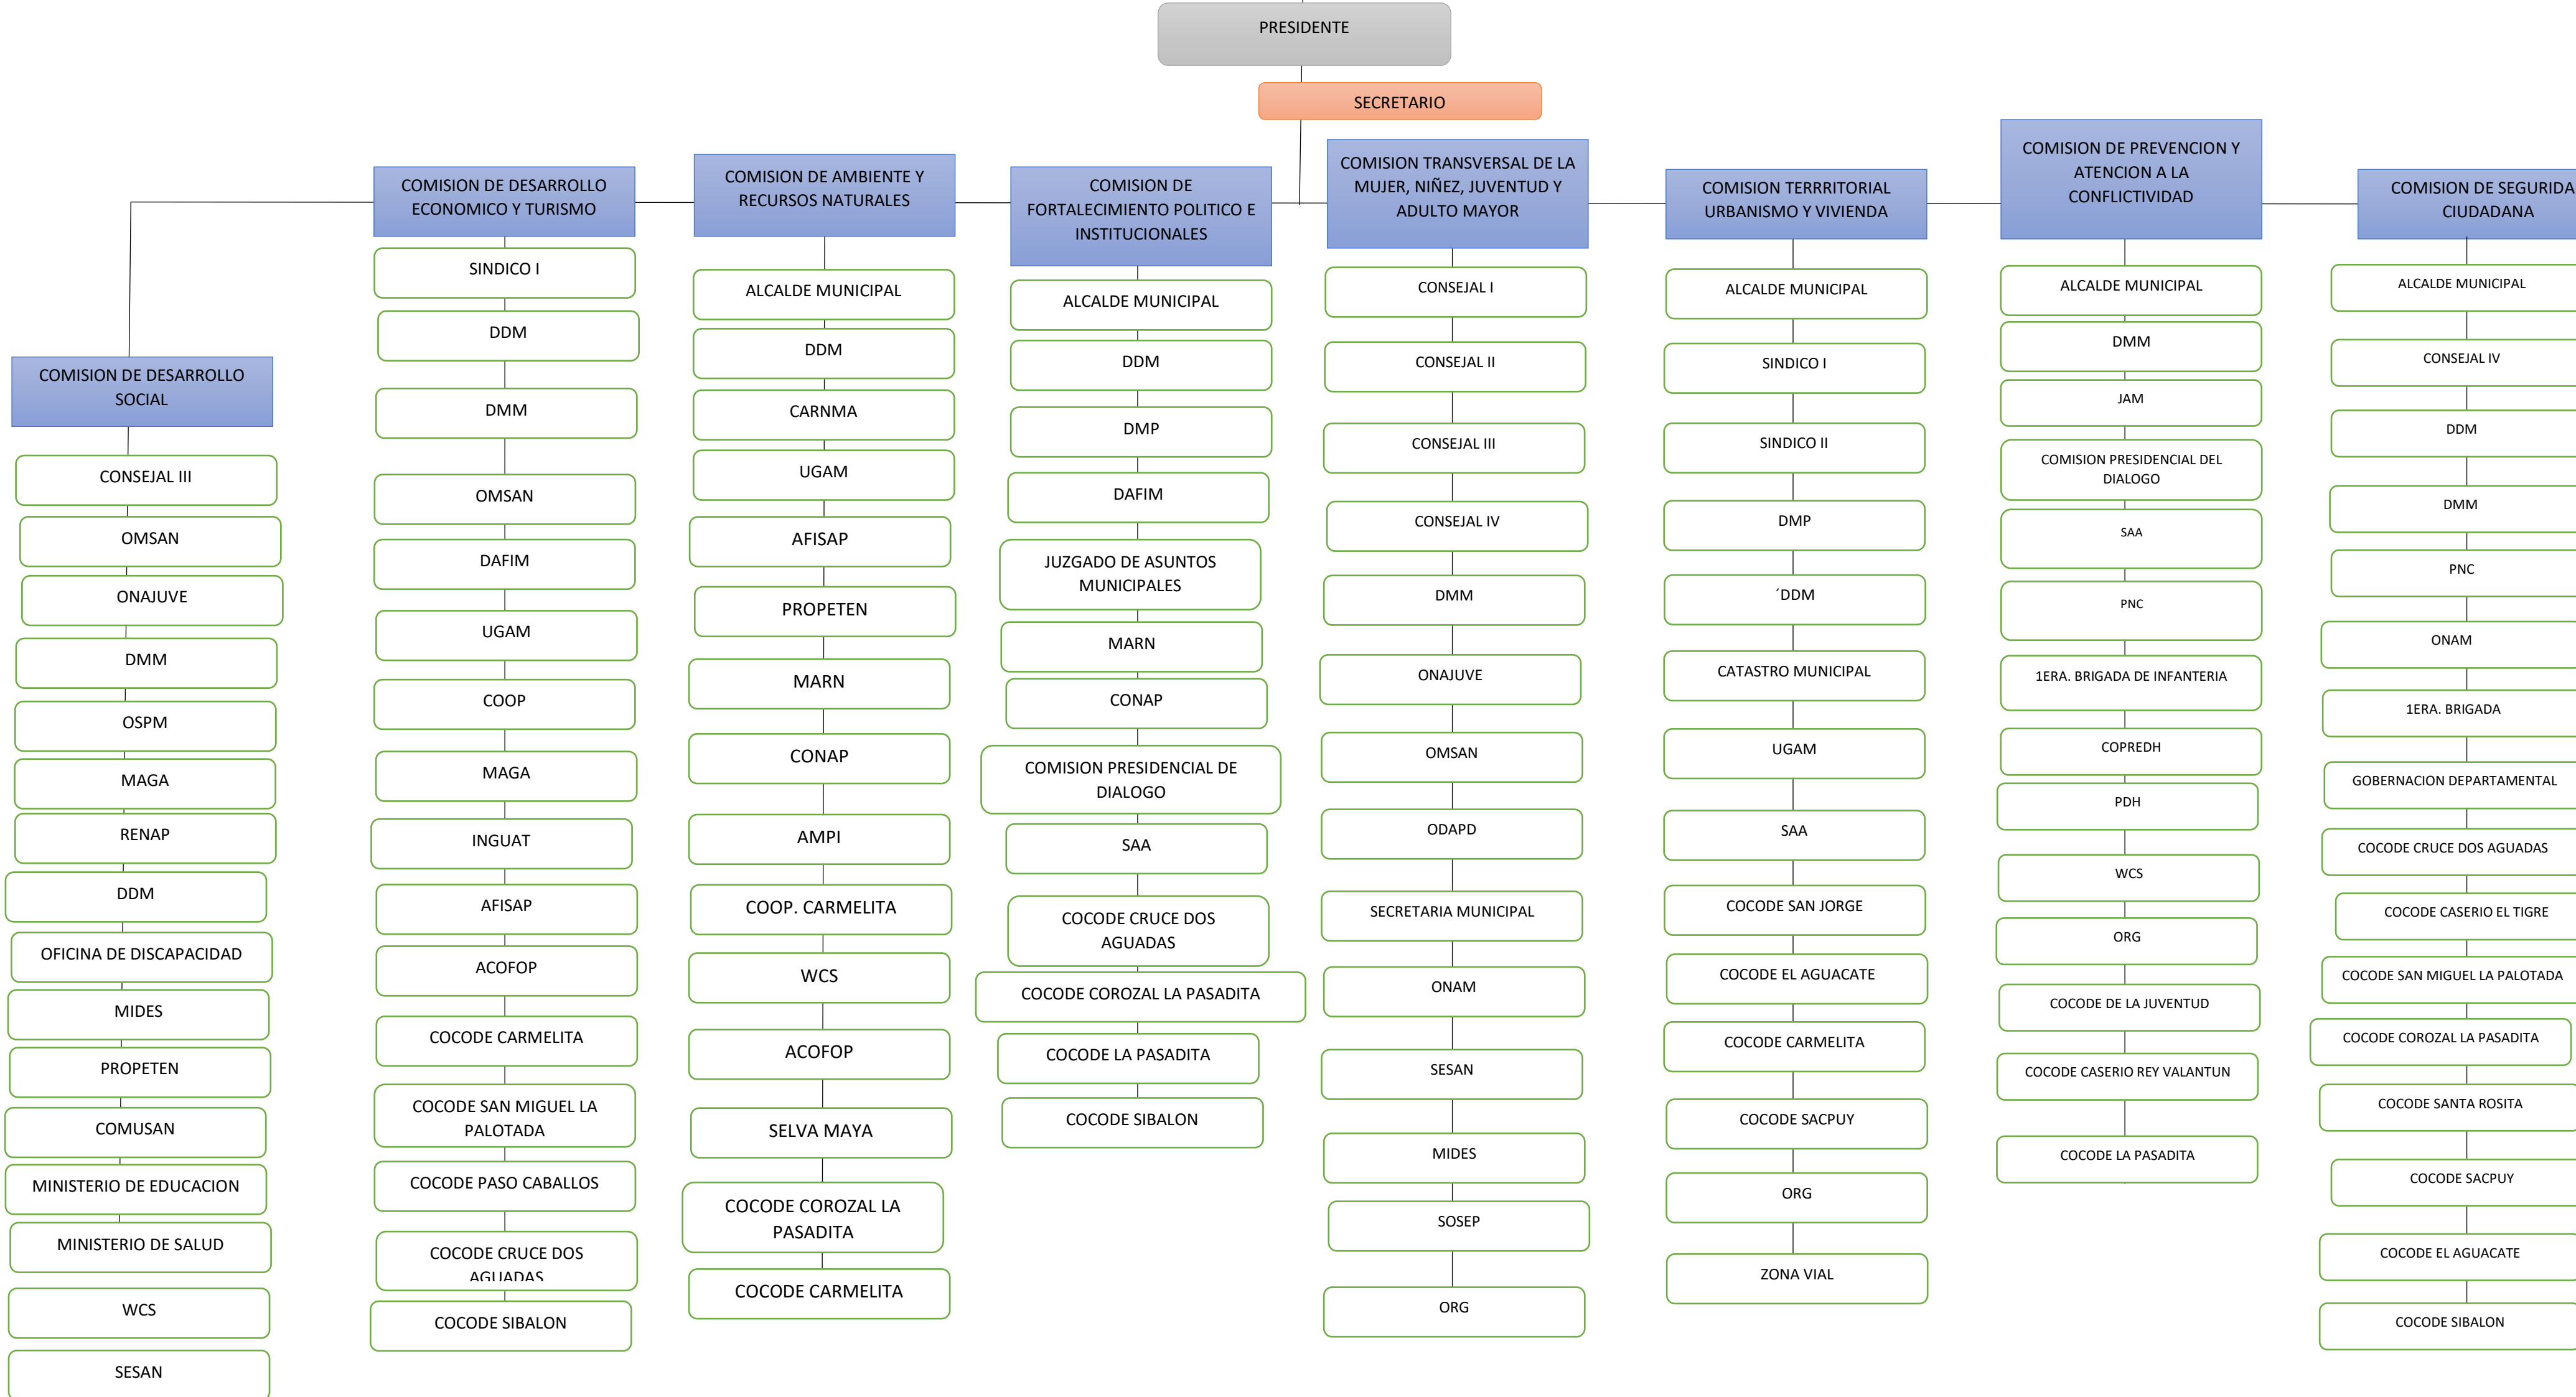 PRESIDENTE
SECRETARIO
COMISION DE DESARROLLO
SOCIAL
CONSEJAL III
OMSAN
ONAJUVE
DMM
OSPM
MAGA
RENAP
DDM
OFICINA DE DISCAPACIDAD
MIDES
PROPETEN
COMUSAN
MINISTERIO DE EDUCACION
MINISTERIO DE SALUD
WCS
SESAN
COMISION DE DESARROLLO
ECONOMICO Y TURISMO
SINDICO I
DDM
DMM
OMSAN
DAFIM
UGAM
COOP
MAGA
INGUAT
AFISAP
ACOFOP
COCODE CARMELITA
COCODE SAN MIGUEL LA
PALOTADA
COCODE PASO CABALLOS
COCODE CRUCE DOS
AGUADAS
COCODE SIBALON
COMISION DE AMBIENTE Y
RECURSOS NATURALES
ALCALDE MUNICIPAL
DDM
CARNMA
UGAM
AFISAP
PROPETEN
MARN
CONAP
AMPI
COOP. CARMELITA
WCS
ACOFOP
SELVA MAYA
COCODE COROZAL LA
PASADITA
COCODE CARMELITA
COMISION DE
FORTALECIMIENTO POLITICO E
INSTITUCIONALES
ALCALDE MUNICIPAL
DDM
DMP
DAFIM
JUZGADO DE ASUNTOS
MUNICIPALES
MARN
CONAP
COMISION PRESIDENCIAL DE
DIALOGO
SAA
COCODE CRUCE DOS
AGUADAS
COCODE COROZAL LA PASADITA
COCODE LA PASADITA
COCODE SIBALON
COMISION TRANSVERSAL DE LA
MUJER, NIÑEZ, JUVENTUD Y
ADULTO MAYOR
CONSEJAL I
CONSEJAL II
CONSEJAL III
CONSEJAL IV
DMM
ONAJUVE
OMSAN
ODAPD
SECRETARIA MUNICIPAL
ONAM
SESAN
MIDES
SOSEP
ORG
COMISION TERRRITORIAL
URBANISMO Y VIVIENDA
ALCALDE MUNICIPAL
SINDICO I
SINDICO II
DMP
´DDM
CATASTRO MUNICIPAL
UGAM
SAA
COCODE SAN JORGE
COCODE EL AGUACATE
COCODE CARMELITA
COCODE SACPUY
ORG
ZONA VIAL
COMISION DE PREVENCION Y
ATENCION A LA
CONFLICTIVIDAD
ALCALDE MUNICIPAL
DMM
JAM
COMISION PRESIDENCIAL DEL
DIALOGO
SAA
PNC
1ERA. BRIGADA DE INFANTERIA
COPREDH
PDH
WCS
ORG
COCODE DE LA JUVENTUD
COCODE CASERIO REY VALANTUN
COCODE LA PASADITA
COMISION DE SEGURIDA
CIUDADANA
ALCALDE MUNICIPAL
CONSEJAL IV
DDM
DMM
PNC
ONAM
1ERA. BRIGADA
GOBERNACION DEPARTAMENTAL
COCODE CRUCE DOS AGUADAS
COCODE CASERIO EL TIGRE
COCODE SAN MIGUEL LA PALOTADA
COCODE COROZAL LA PASADITA
COCODE SANTA ROSITA
COCODE SACPUY
COCODE EL AGUACATE
COCODE SIBALON